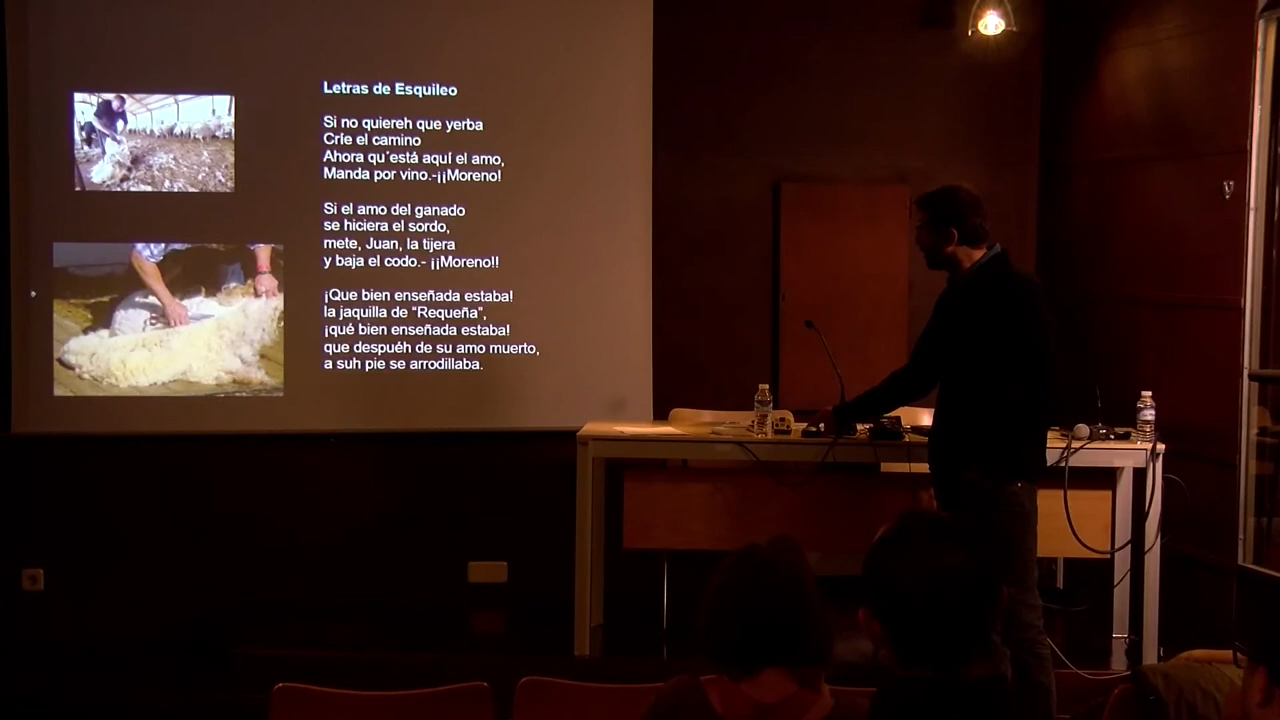 Letras de Esquileo
Si no quiereh que yerba
Críe el camino
Ahora qu´está aquí el amo,
Manda por vino.-¡¡Moreno!
Si el amo del ganado
se hiciera el sordo,
mete, Juan, la tijera
y baja el codo.- ¡¡Moreno!!
¡Que bien enseñada estaba!
la jaquilla de “Requeña”,
¡qué bien enseñada estaba!
que despuéh de su amo muerto,
a suh pie se arrodillaba.